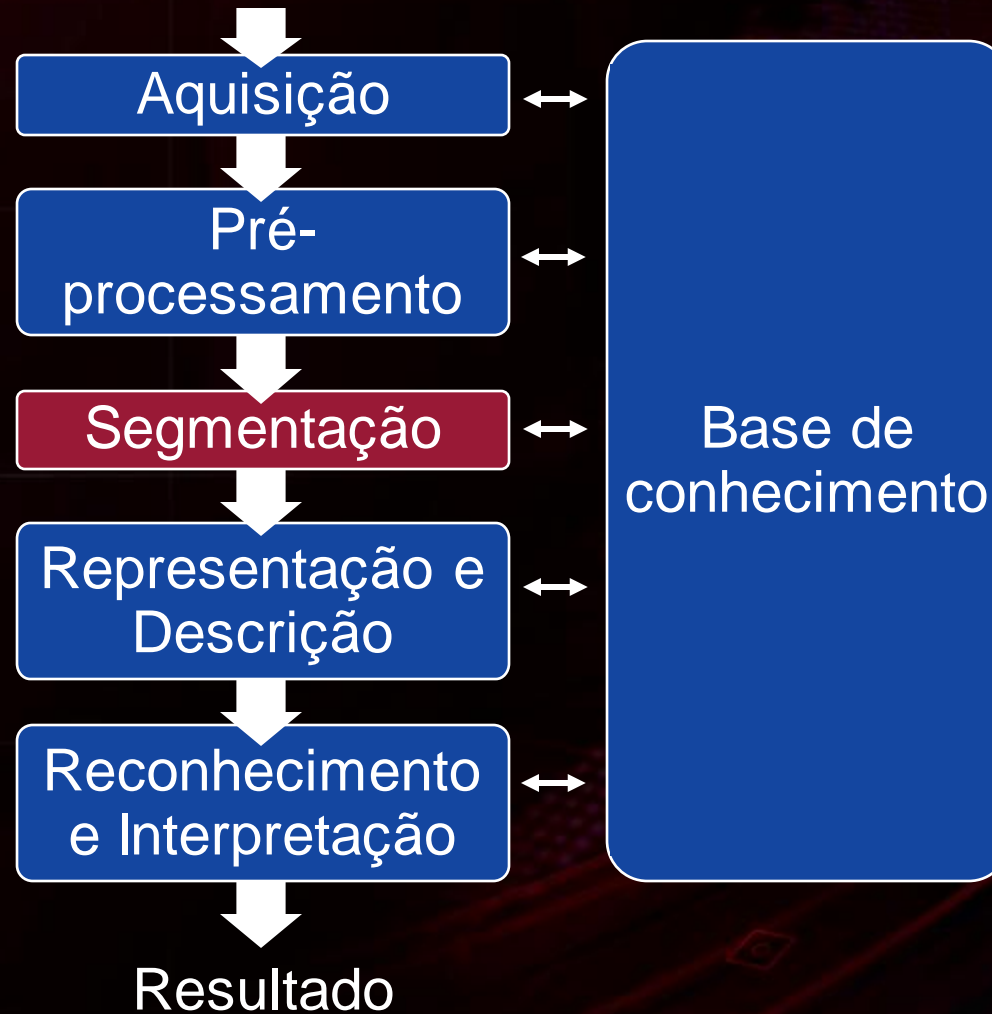 Aquisição
Pré-
processamento
Segmentação
Representação e
Descrição
Reconhecimento
e Interpretação
Resultado
Base de
conhecimento